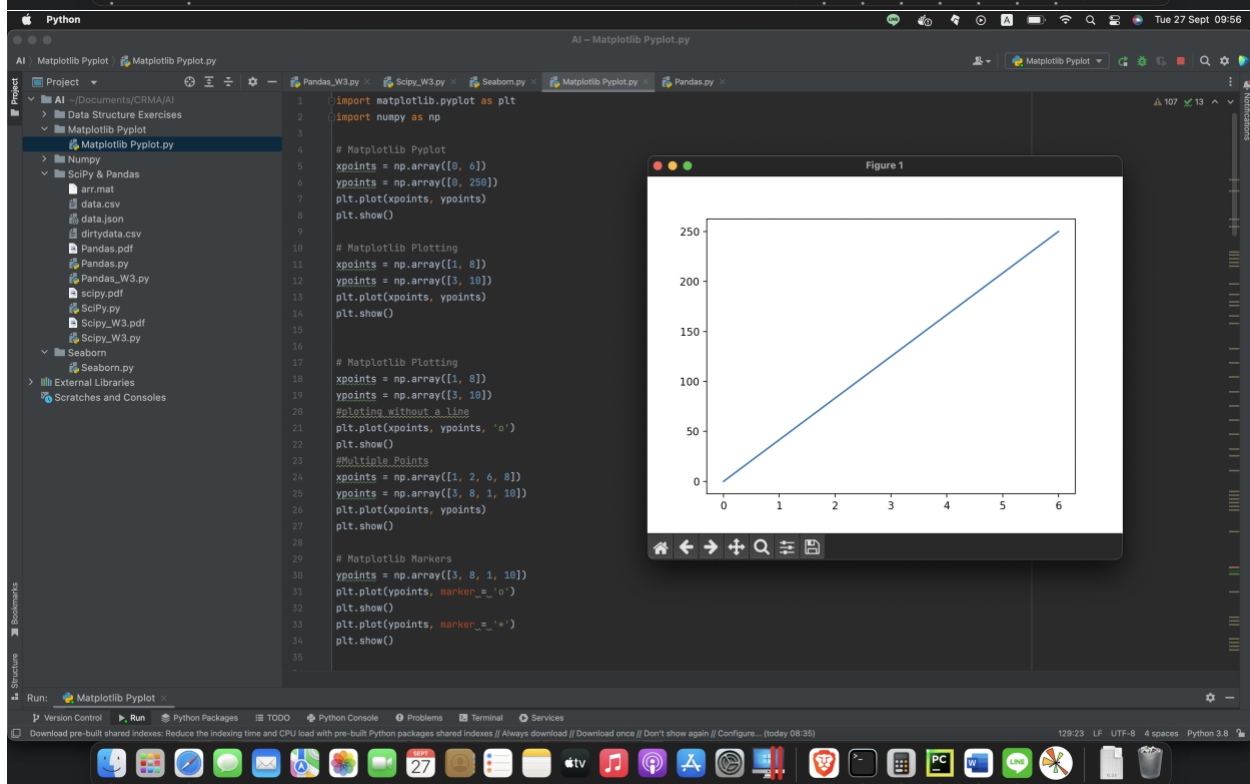 Python
Tue 27 Sept 09:56
AI – Matplotlib Pyplot.py
AI
Matplotlib Pyplot
Matplotlib Pyplot.py
Matplotlib Pyplot
Project
Project
Pandas_W3.py
Scipy_W3.py
Seaborn.py
Matplotlib Pyplot.py
Pandas.py
AI ~/Documents/CRMA/AI
Data Structure Exercises
Matplotlib Pyplot
Matplotlib Pyplot.py
Numpy
SciPy & Pandas
arr.mat
data.csv
data.json
dirtydata.csv
Pandas.pdf
Pandas.py
Pandas_W3.py
scipy.pdf
SciPy.py
Scipy_W3.pdf
Scipy_W3.py
Seaborn
Seaborn.py
External Libraries
Scratches and Consoles
107 13
Notifications
1 import matplotlib.pyplot as plt
2 import numpy as np
3
4 # Matplotlib Pyplot
5 xpoints = np.array([0, 6])
6 ypoints = np.array([0, 250])
7 plt.plot(xpoints, ypoints)
8 plt.show()
9
10 # Matplotlib Plotting
11 xpoints = np.array([1, 8])
12 ypoints = np.array([3, 10])
13 plt.plot(xpoints, ypoints)
14 plt.show()
15
16
17 # Matplotlib Plotting
18 xpoints = np.array([1, 8])
19 ypoints = np.array([3, 10])
20 #ploting without a line
21 plt.plot(xpoints, ypoints, 'o')
22 plt.show()
23 #Multiple Points
24 xpoints = np.array([1, 2, 6, 8])
25 ypoints = np.array([3, 8, 1, 10])
26 plt.plot(xpoints, ypoints)
27 plt.show()
28
29 # Matplotlib Markers
30 ypoints = np.array([3, 8, 1, 10])
31 plt.plot(ypoints, marker = 'o')
32 plt.show()
33 plt.plot(ypoints, marker = '*')
34 plt.show()
35
Figure 1
250
200
150
100
50
0
0 1 2 3 4 5 6
Bookmarks
Structure
Run: Matplotlib Pyplot
Version Control
Run
Python Packages
TODO
Python Console
Problems
Terminal
Services
Download pre-built shared indexes: Reduce the indexing time and CPU load with pre-built Python packages shared indexes // Always download // Download once // Don't show again // Configure... (today 08:35)
129:23 LF UTF-8 4 spaces Python 3.8
SEPT
27
tv
PC
W
LINE